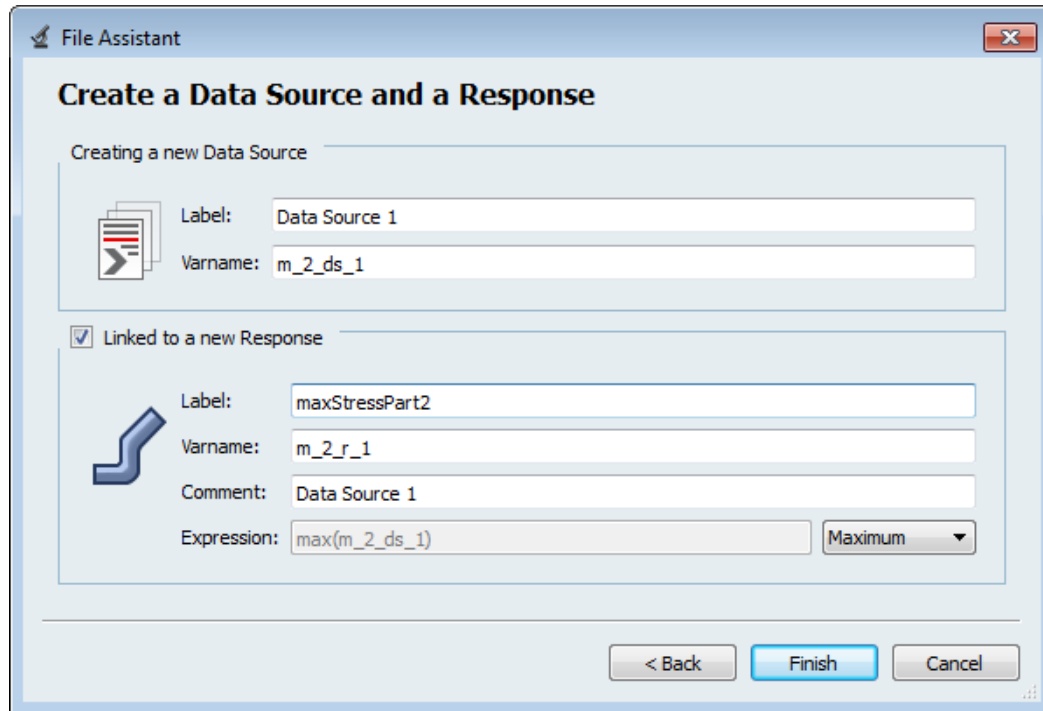 File Assistant
Create a Data Source and a Response
Creating a new Data Source
Label: Data Source 1
Varname: m_2_ds_1
Linked to a new Response
Label: maxStressPart2
Varname: m_2_r_1
Comment: Data Source 1
Expression: max(m_2_ds_1) Maximum
< Back Finish Cancel